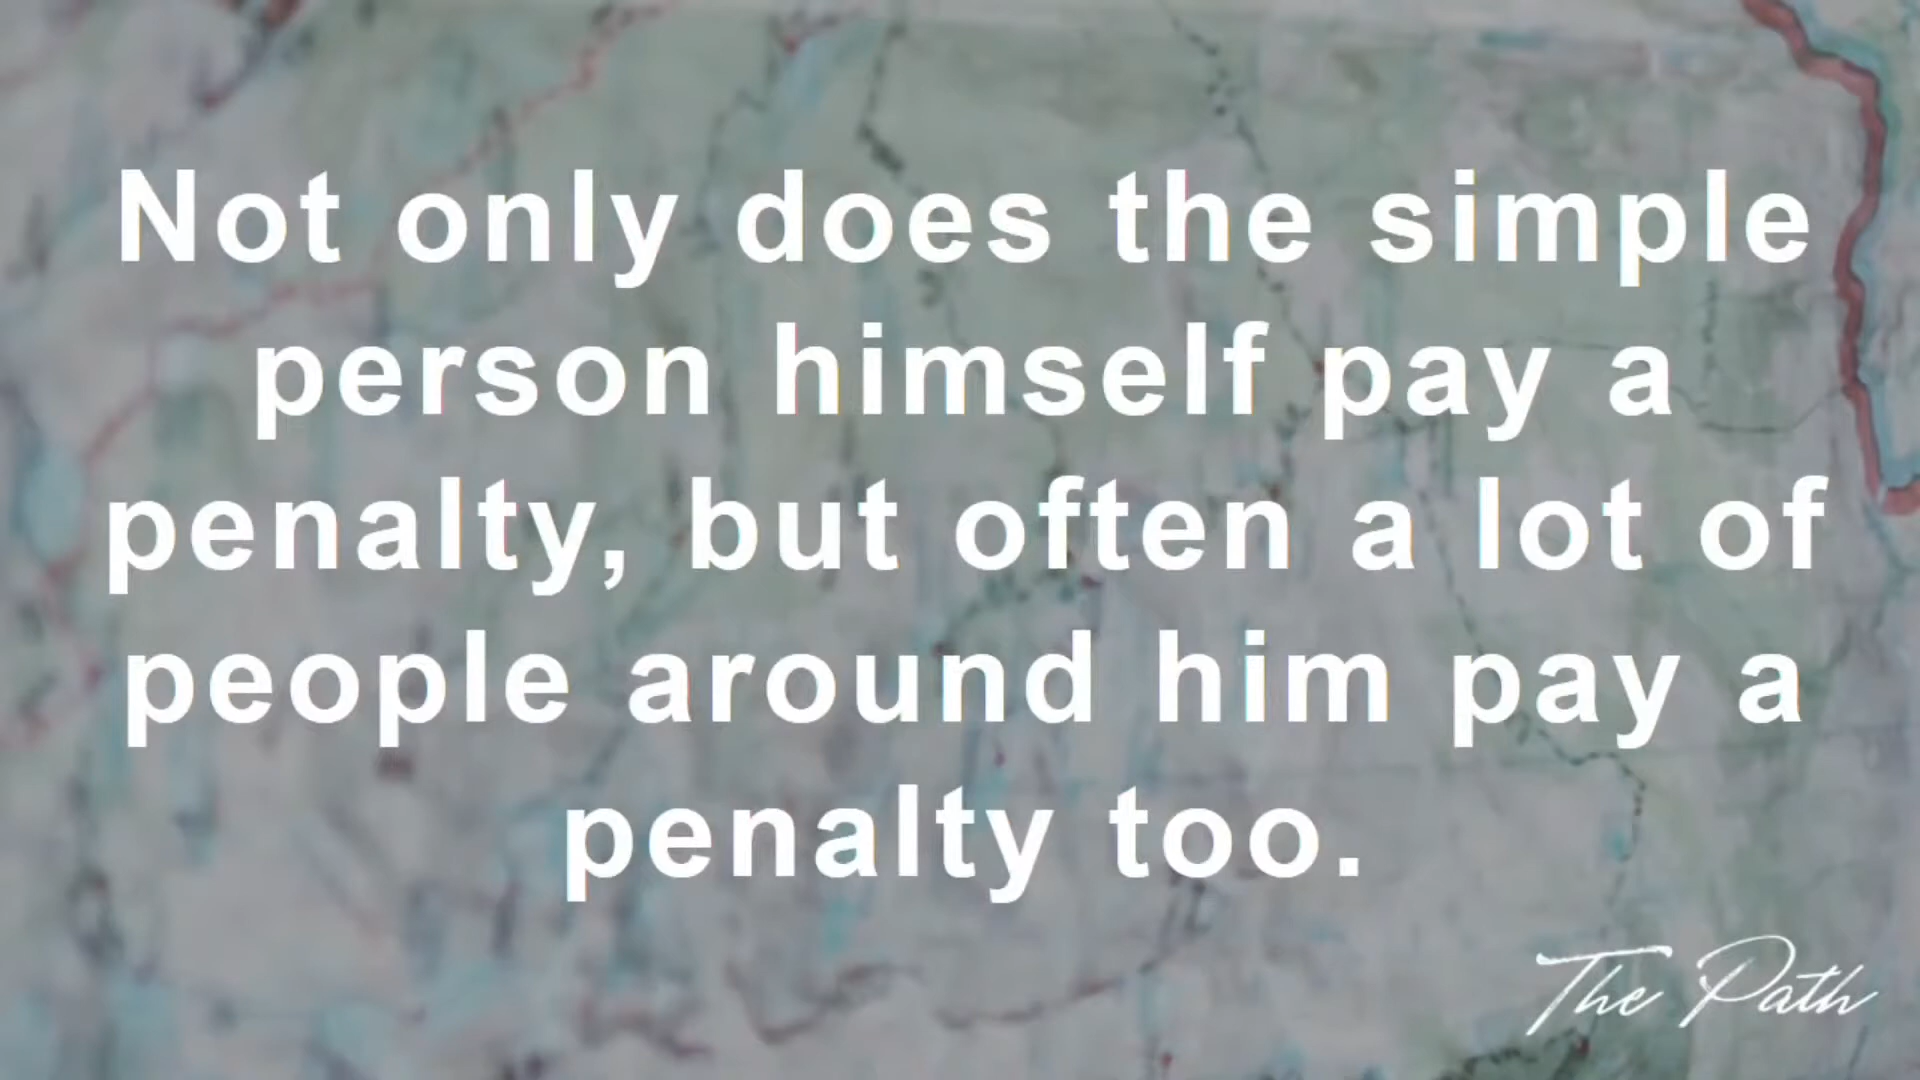 Not only does the simple
person himself pay a
penalty, but often a lot of
people around him pay a
penalty too.
The Path